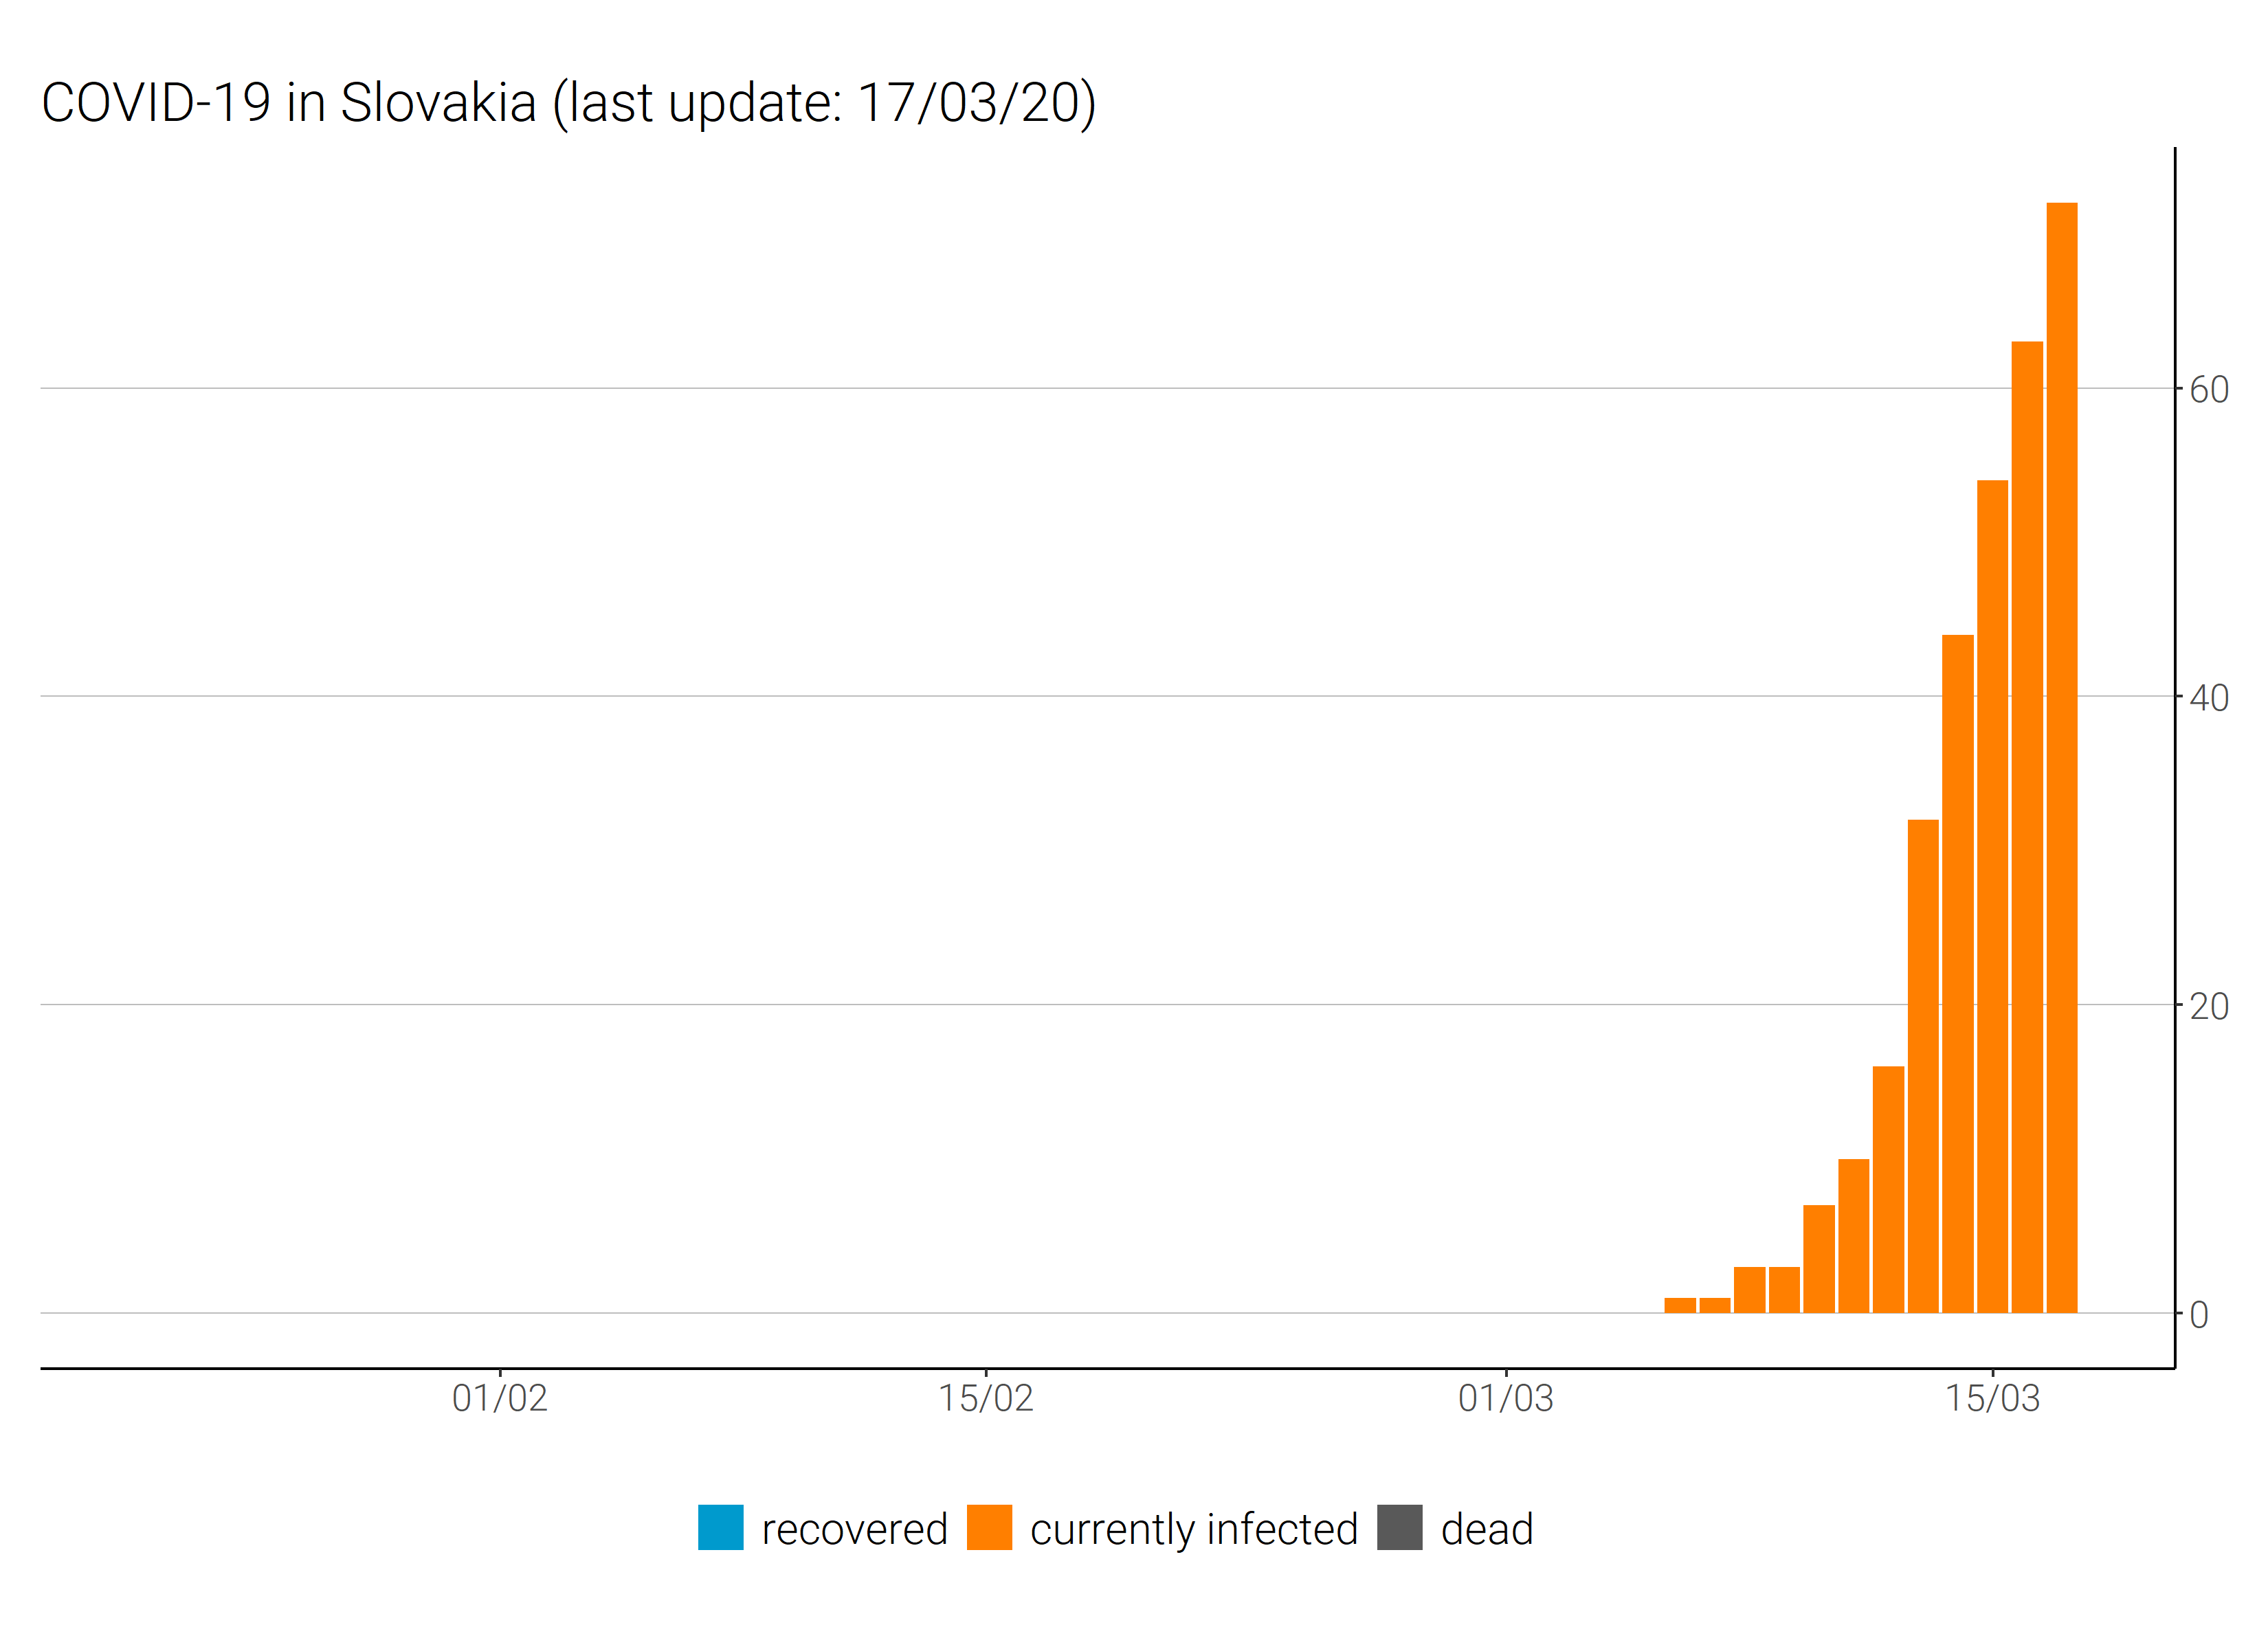 COVID-19 in Slovakia (last update: 17/03/20)
60
40
20
0
01/02 15/02 01/03 15/03
recovered currently infected dead